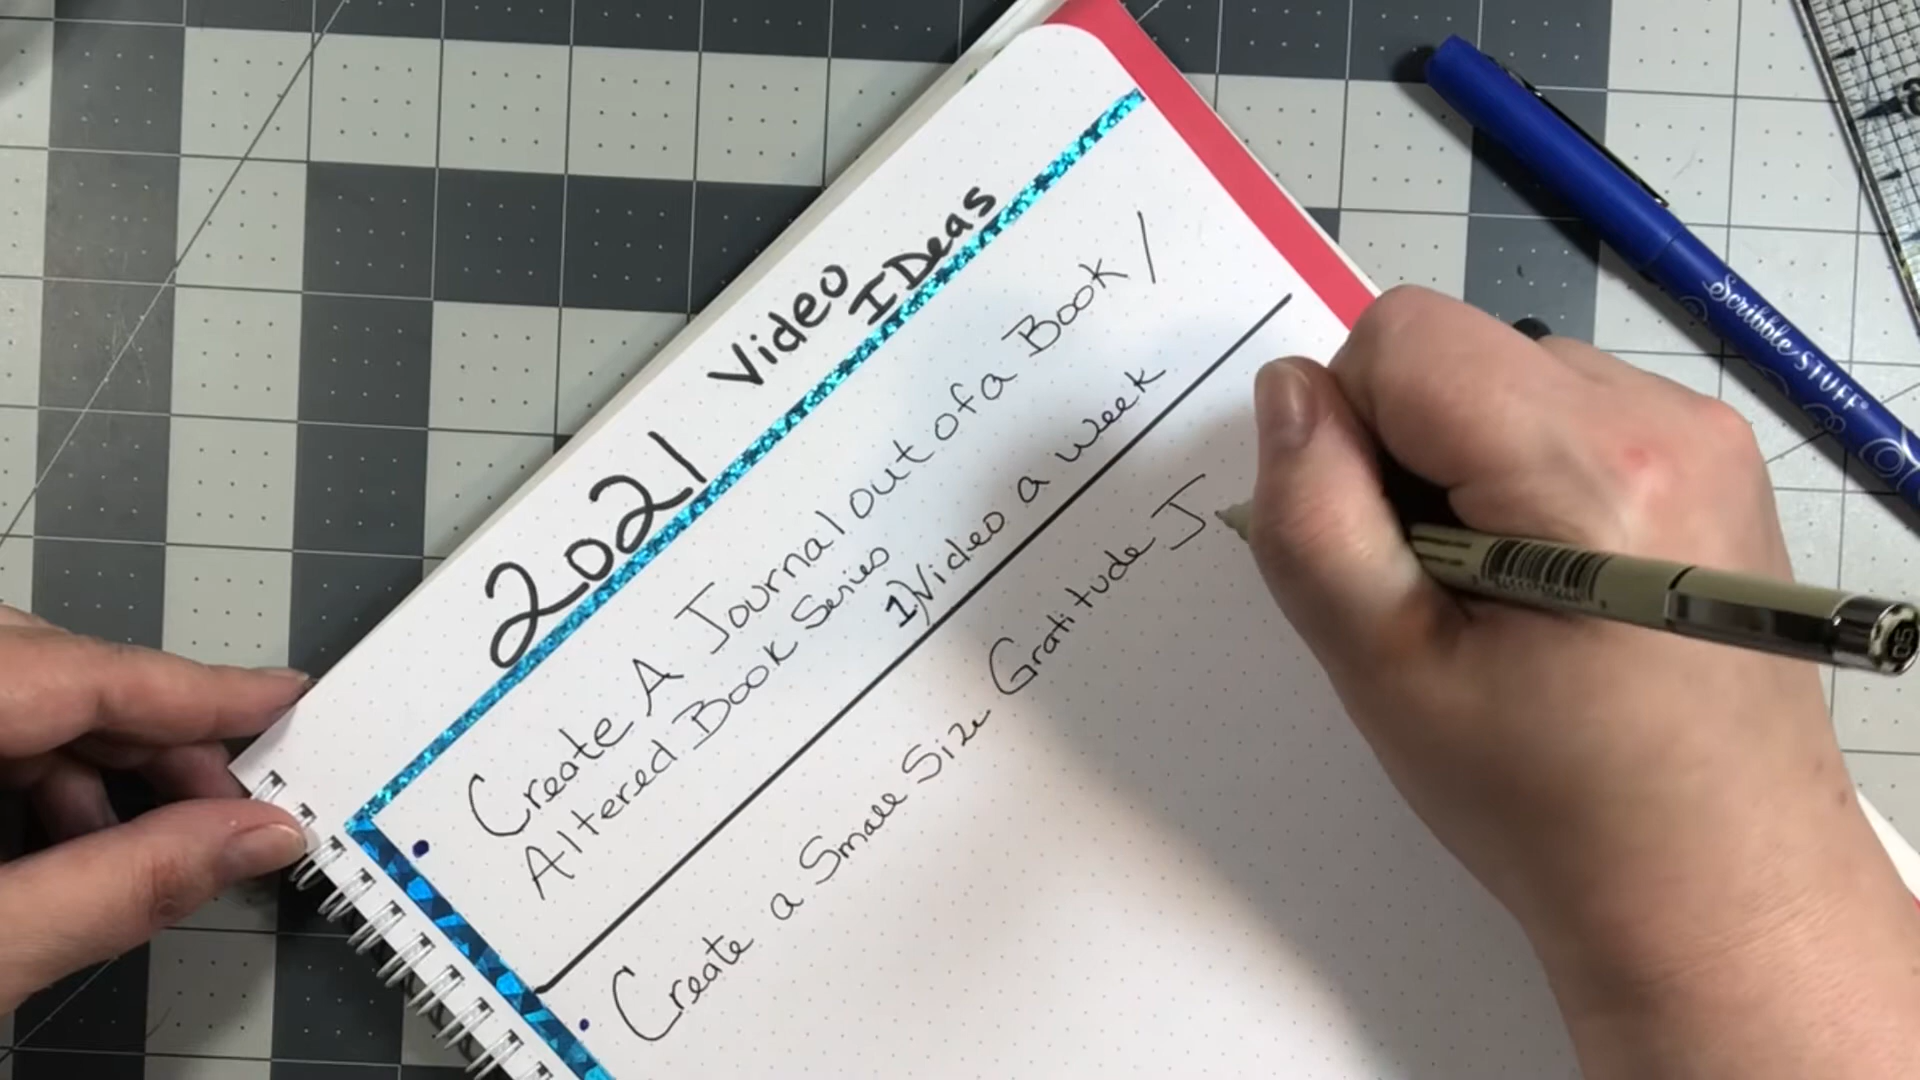 2021 Video
IDeas
Create A Journal out of a Book /
Altered Book Series
1) Video a week
Create a Small Size Gratitude J
Scribble STUFF®
05